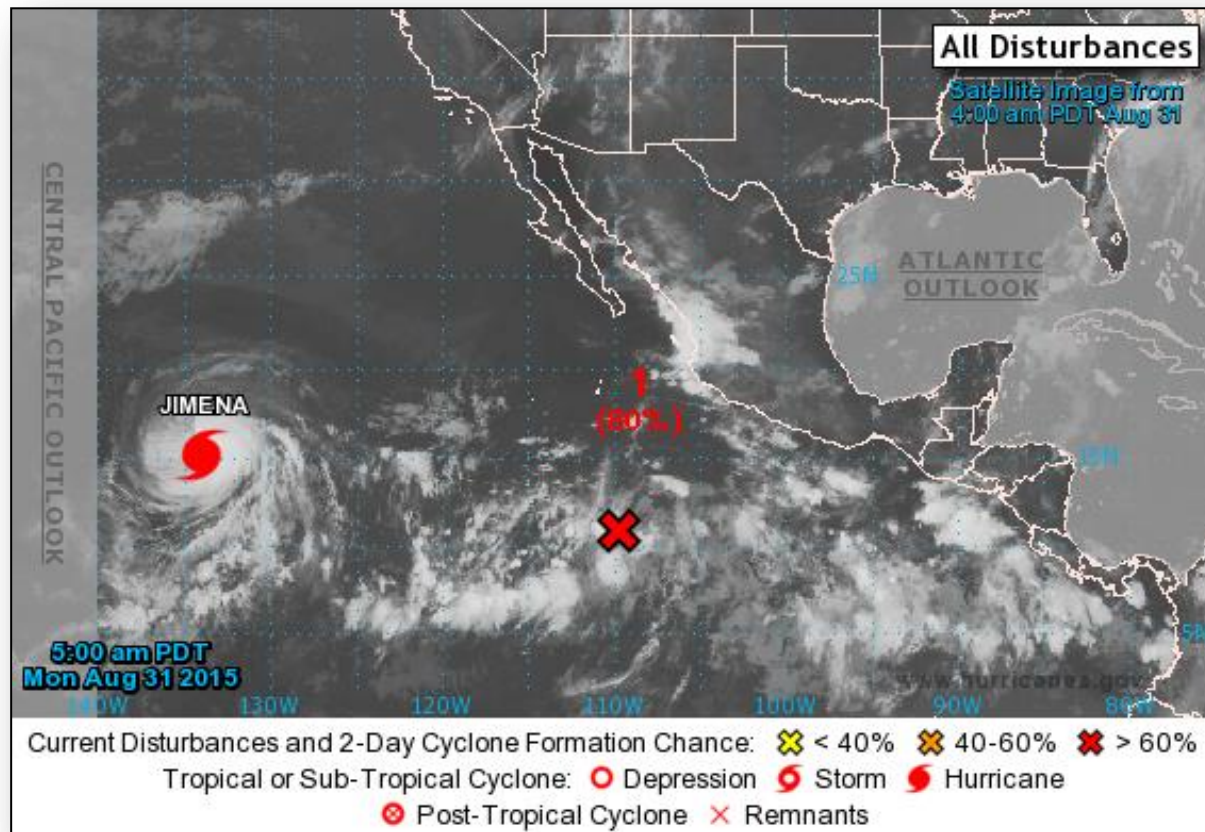 All Disturbances
Satellite Image from
4:00 am PDT Aug 31
CENTRAL PACIFIC OUTLOOK
ATLANTIC
OUTLOOK
25N
JIMENA
1
(80%)
15N
5N
5:00 am PDT
Mon Aug 31 2015
www.hurricanes.gov
140W 130W 120W 110W 100W 90W 80W
Current Disturbances and 2-Day Cyclone Formation Chance: < 40% 40-60% > 60%
Tropical or Sub-Tropical Cyclone: Depression Storm Hurricane
Post-Tropical Cyclone Remnants